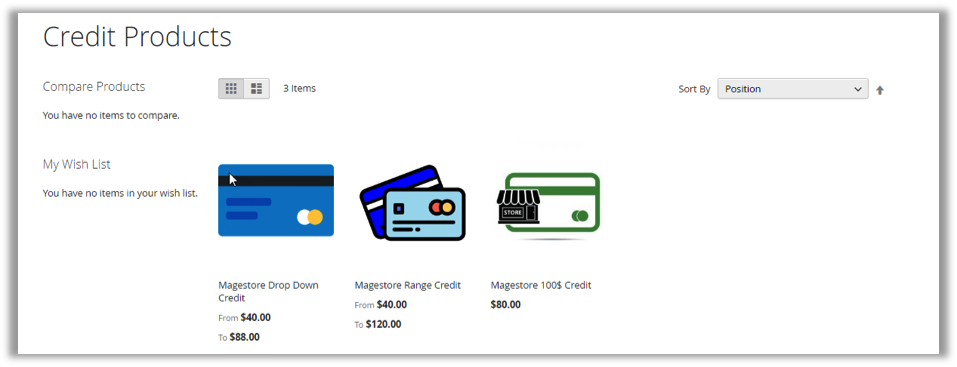 Credit Products
Compare Products
You have no items to compare.
My Wish List
You have no items in your wish list.
3 Items
Sort By Position
STORE
Magestore Drop Down
Credit
From $40.00
To $88.00
Magestore Range Credit
From $40.00
To $120.00
Magestore 100$ Credit
$80.00